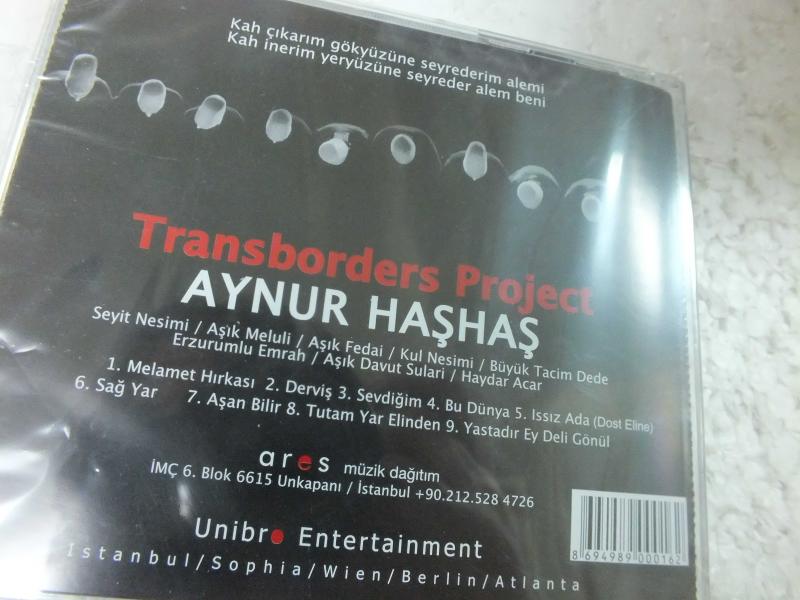 Kah çıkarım gökyüzüne seyrederim alemi
Kah inerim yeryüzüne seyreder alem beni
Transborders Project
AYNUR HAŞHAŞ
Seyit Nesimi / Aşık Meluli / Aşık Fedai / Kul Nesimi / Büyük Tacim Dede
Erzurumlu Emrah / Aşık Davut Sulari / Haydar Acar
1. Melamet Hırkası 2. Derviş 3. Sevdiğim 4. Bu Dünya 5. Issız Ada (Dost Eline)
6. Sağ Yar 7. Aşan Bilir 8. Tutam Yar Elinden 9. Yastadır Ey Deli Gönül
ares müzik dağıtım
İMÇ 6. Blok 6615 Unkapanı / İstanbul +90.212.528 4726
Unibro Entertainment
Istanbul/Sophia/Wien/Berlin/Atlanta
8 694989 000162